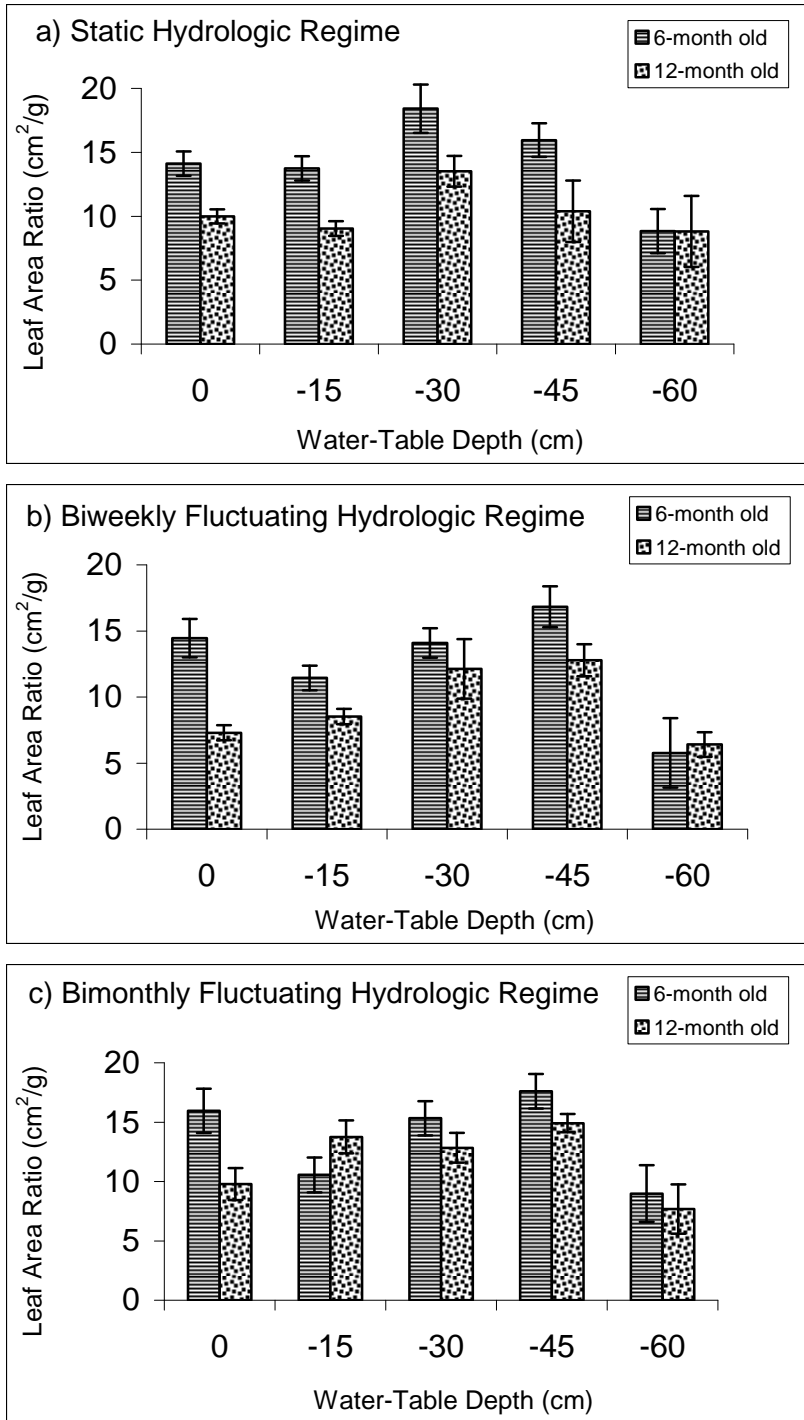 a) Static Hydrologic Regime
6-month old
12-month old
Leaf Area Ratio (cm²/g)
20
15
10
5
0
0 -15 -30 -45 -60
Water-Table Depth (cm)
b) Biweekly Fluctuating Hydrologic Regime
6-month old
12-month old
Leaf Area Ratio (cm²/g)
20
15
10
5
0
0 -15 -30 -45 -60
Water-Table Depth (cm)
c) Bimonthly Fluctuating Hydrologic Regime
6-month old
12-month old
Leaf Area Ratio (cm²/g)
20
15
10
5
0
0 -15 -30 -45 -60
Water-Table Depth (cm)